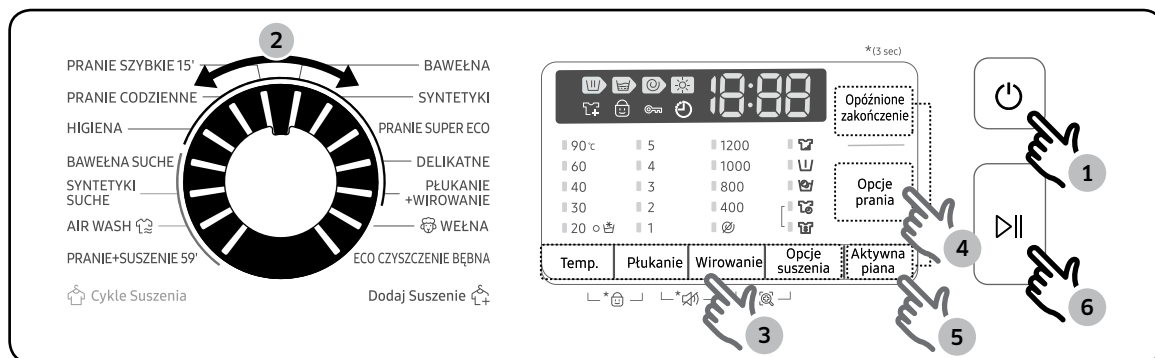 2
PRANIE SZYBKIE 15'
BAWEŁNA
PRANIE CODZIENNE
SYNTETYKI
HIGIENA
PRANIE SUPER ECO
BAWEŁNA SUCHE
DELIKATNE
SYNTETYKI
SUCHE
PŁUKANIE
+WIROWANIE
AIR WASH
WEŁNA
PRANIE+SUSZENIE 59'
ECO CZYSZCZENIE BĘBNA
Cykle Suszenia
Dodaj Suszenie
*(3 sec)
18:88
Opóźnione
zakończenie
90℃ 5 1200
60 4 1000
40 3 800
30 2 400
20 1
Opcje
prania
Temp.
Płukanie
Wirowanie
Opcje
suszenia
Aktywna
piana
*
*
3
4
5
1
6